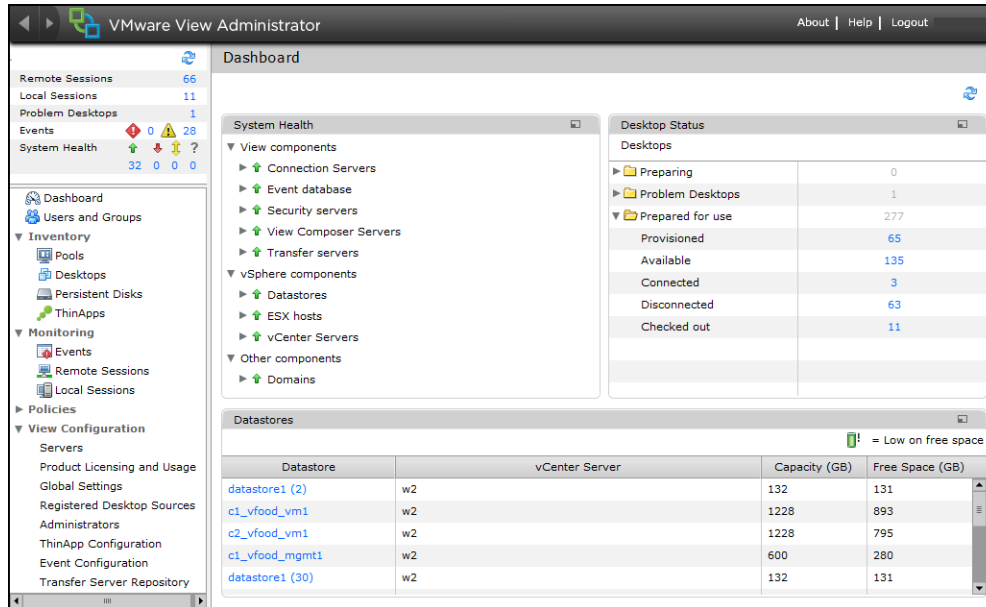 VMware View Administrator
About | Help | Logout
Remote Sessions 66
Local Sessions 11
Problem Desktops 1
Events 0 28
System Health ?
32 0 0 0
Dashboard
Users and Groups
Inventory
Pools
Desktops
Persistent Disks
ThinApps
Monitoring
Events
Remote Sessions
Local Sessions
Policies
View Configuration
Servers
Product Licensing and Usage
Global Settings
Registered Desktop Sources
Administrators
ThinApp Configuration
Event Configuration
Transfer Server Repository
Dashboard
System Health
View components
Connection Servers
Event database
Security servers
View Composer Servers
Transfer servers
vSphere components
Datastores
ESX hosts
vCenter Servers
Other components
Domains
Desktop Status
Desktops
Preparing 0
Problem Desktops 1
Prepared for use 277
Provisioned 65
Available 135
Connected 3
Disconnected 63
Checked out 11
Datastores
! = Low on free space
Datastore vCenter Server Capacity (GB) Free Space (GB)
datastore1 (2) w2 132 131
c1_vfood_vm1 w2 1228 893
c2_vfood_vm1 w2 1228 795
c1_vfood_mgmt1 w2 600 280
datastore1 (30) w2 132 131